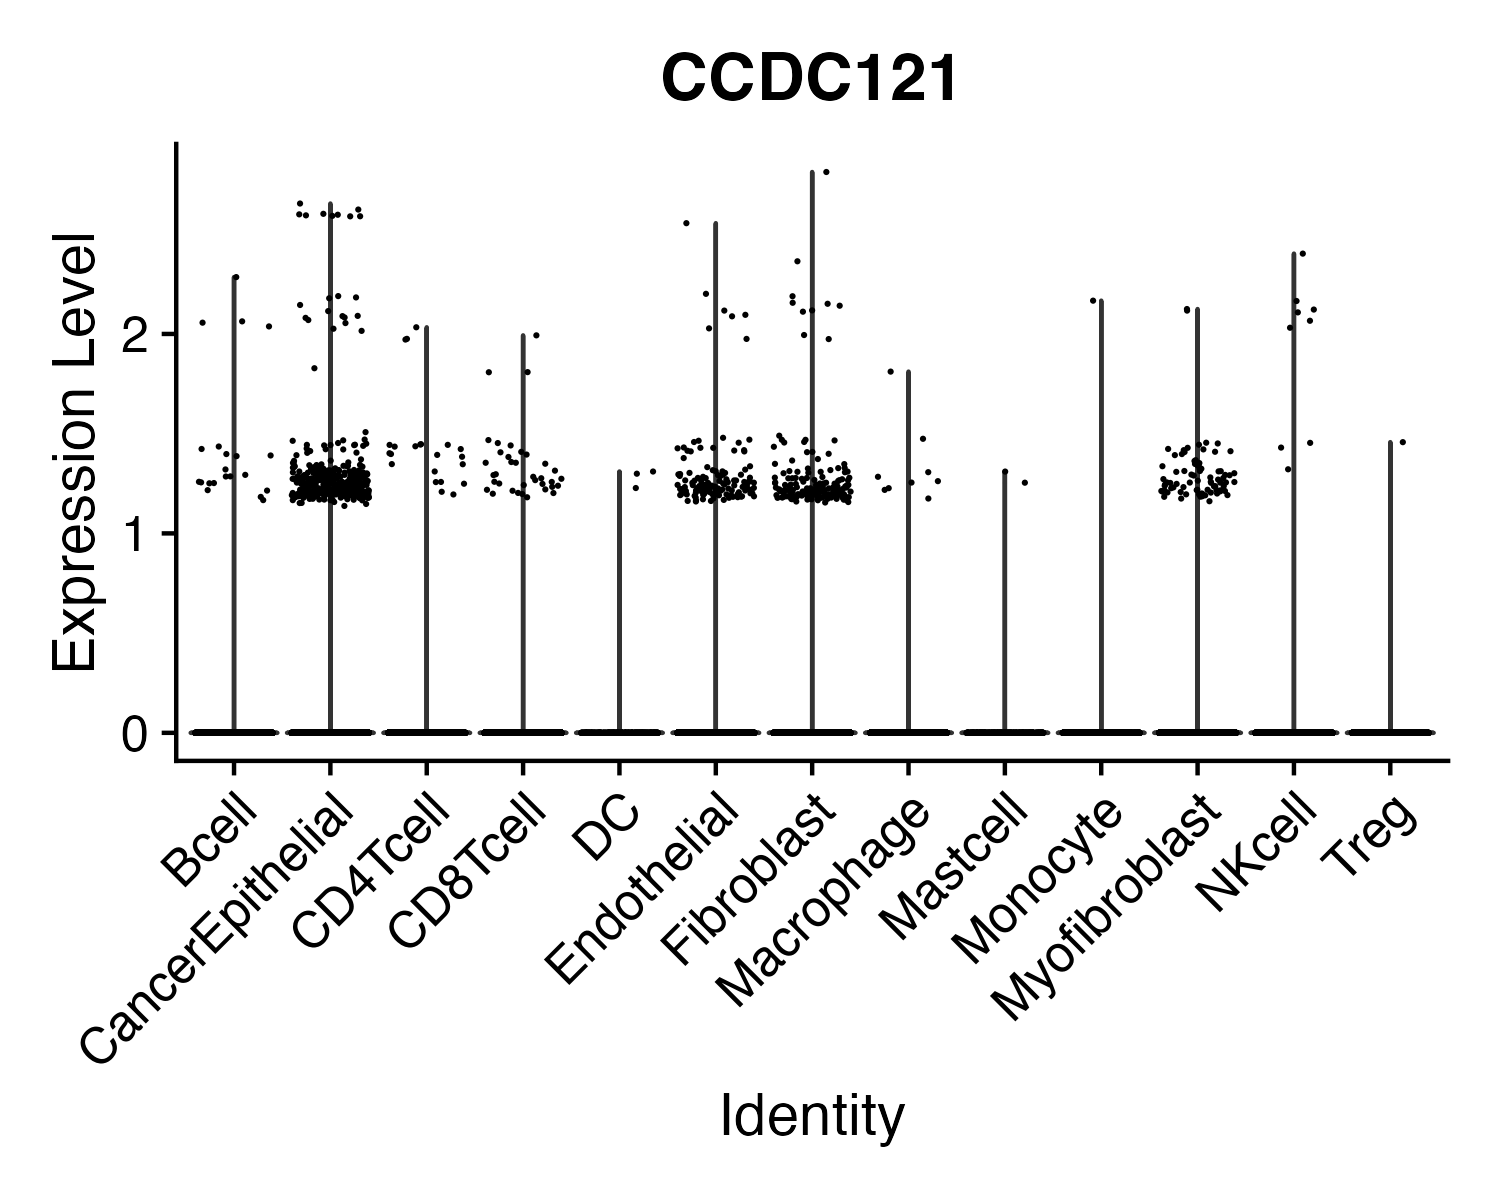 CCDC121
Expression Level
2
1
0
Bcell
CancerEpithelial
CD4Tcell
CD8Tcell
DC
Endothelial
Fibroblast
Macrophage
Mastcell
Monocyte
Myofibroblast
NKcell
Treg
Identity